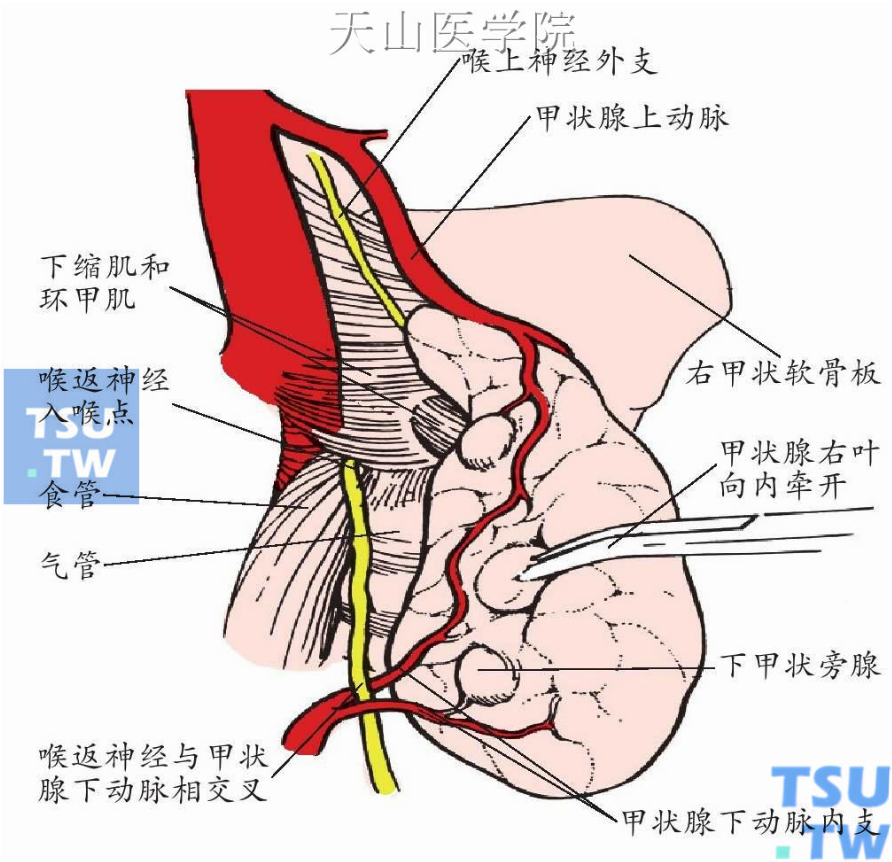 天山医学院
喉上神经外支
甲状腺上动脉
下缩肌和
环甲肌
右甲状软骨板
喉返神经
入喉点
TSU
.TW
甲状腺右叶
向内牵开
食管
气管
下甲状旁腺
喉返神经与甲状
腺下动脉相交叉
甲状腺下动脉内支
TSU
.TW